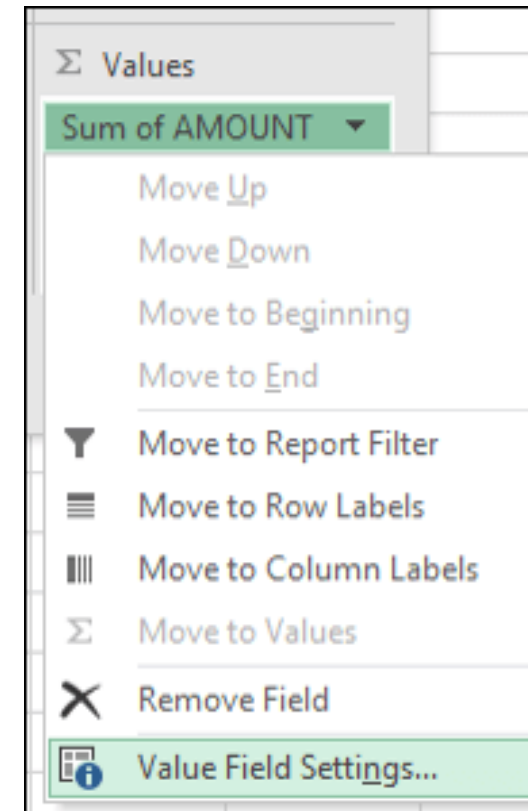 Σ Values
Sum of AMOUNT
Move Up
Move Down
Move to Beginning
Move to End
Move to Report Filter
Move to Row Labels
Move to Column Labels
Σ Move to Values
Remove Field
Value Field Settings...